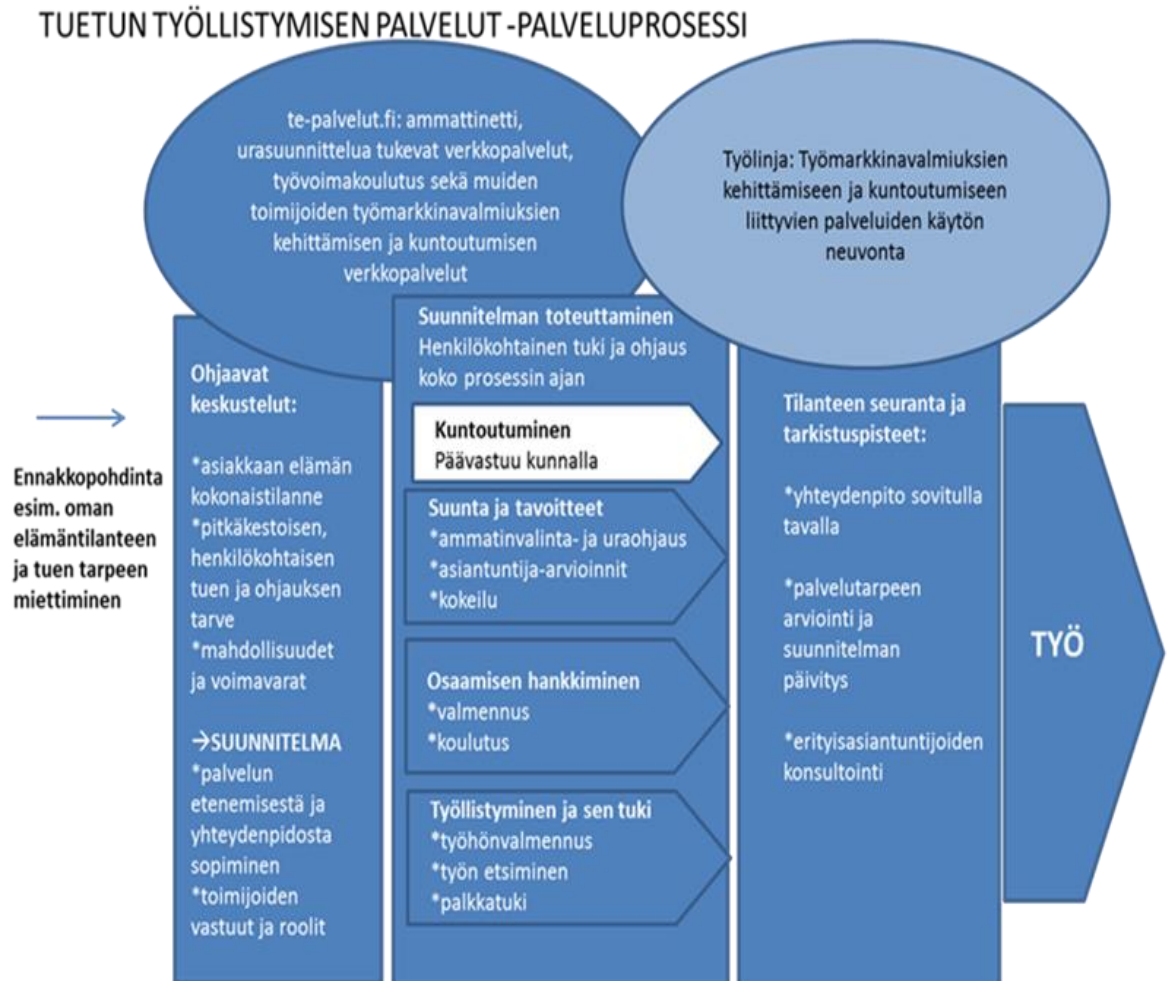 TUETUN TYÖLLISTYMISEN PALVELUT -PALVELUPROSESSI
te-palvelut.fi: ammattinetti,
urasuunnittelua tukevat verkkopalvelut,
työvoimakoulutus sekä muiden
toimijoiden työmarkkinavalmiuksien
kehittämisen ja kuntoutumisen
verkkopalvelut
Työlinja: Työmarkkinavalmiuksien
kehittämiseen ja kuntoutumiseen
liittyvien palveluiden käytön
neuvonta
Ennakkopohdinta
esim. oman
elämäntilanteen
ja tuen tarpeen
miettiminen
Ohjaavat
keskustelut:
*asiakkaan elämän
kokonaistilanne
*pitkäkestoisen,
henkilökohtaisen
tuen ja ohjauksen
tarve
*mahdollisuudet
ja voimavarat
→SUUNNITELMA
*palvelun
etenemisestä ja
yhteydenpidosta
sopiminen
*toimijoiden
vastuut ja roolit
Suunnitelman toteuttaminen
Henkilökohtainen tuki ja ohjaus
koko prosessin ajan
Kuntoutuminen
Päävastuu kunnalla
Suunta ja tavoitteet
*ammatinvalinta- ja uraohjaus
*asiantuntija-arvioinnit
*kokeilu
Osaamisen hankkiminen
*valmennus
*koulutus
Työllistyminen ja sen tuki
*työhönvalmennus
*työn etsiminen
*palkkatuki
Tilanteen seuranta ja
tarkistuspisteet:
*yhteydenpito sovitulla
tavalla
*palvelutarpeen
arviointi ja
suunnitelman
päivitys
*erityisasiantuntijoiden
konsultointi
TYÖ